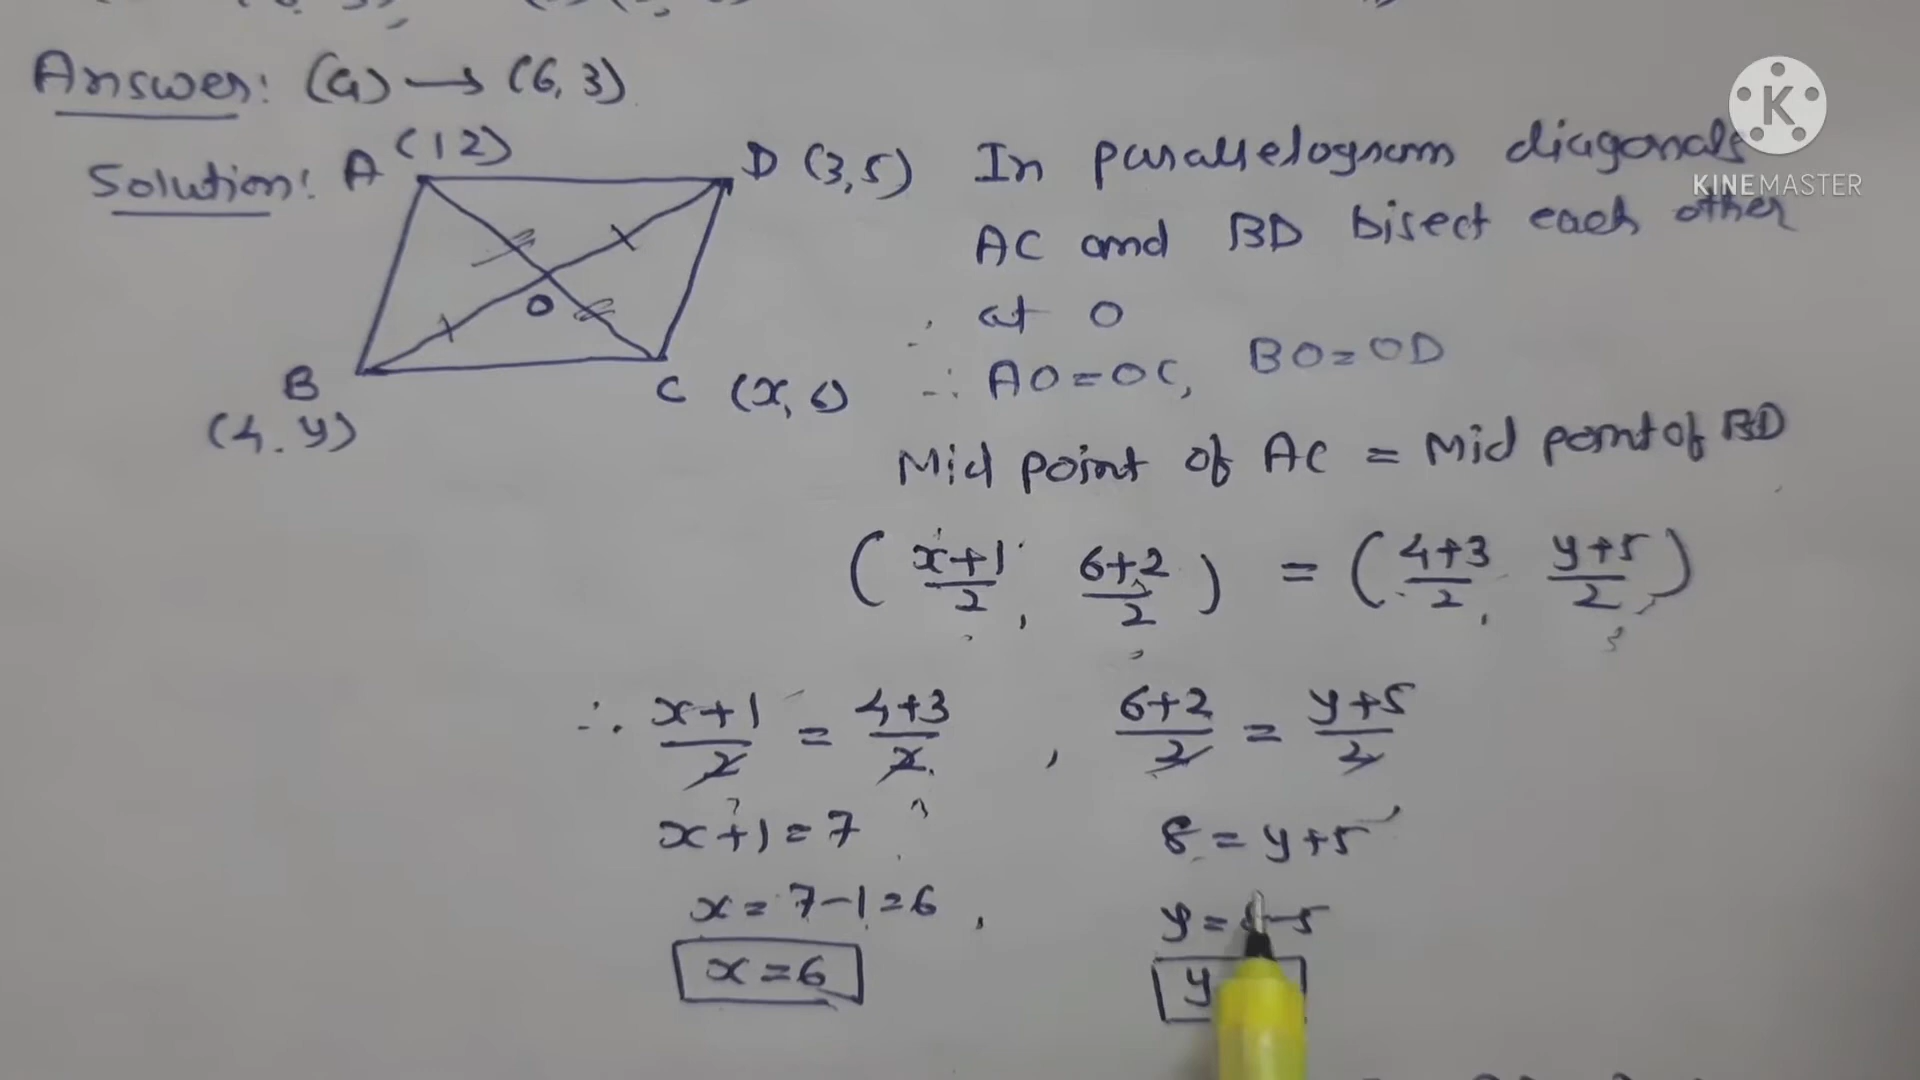 Answer: (a) → (6, 3)
Solution: A (1 2)
D (3, 5)
O
B
(4, y)
C (x, 6)
In parallelogram diagonals
AC and BD bisect each other
at O
∴ AO = OC, BO = OD
Mid point of AC = Mid point of BD
( x+1/2 , 6+2/2 ) = ( 4+3/2 , y+5/2 )
∴ x+1/2 = 4+3/2 , 6+2/2 = y+5/2
x+1 = 7
8 = y+5
x = 7-1 = 6 ,
y = -5
x = 6
y
K
KINEMASTER